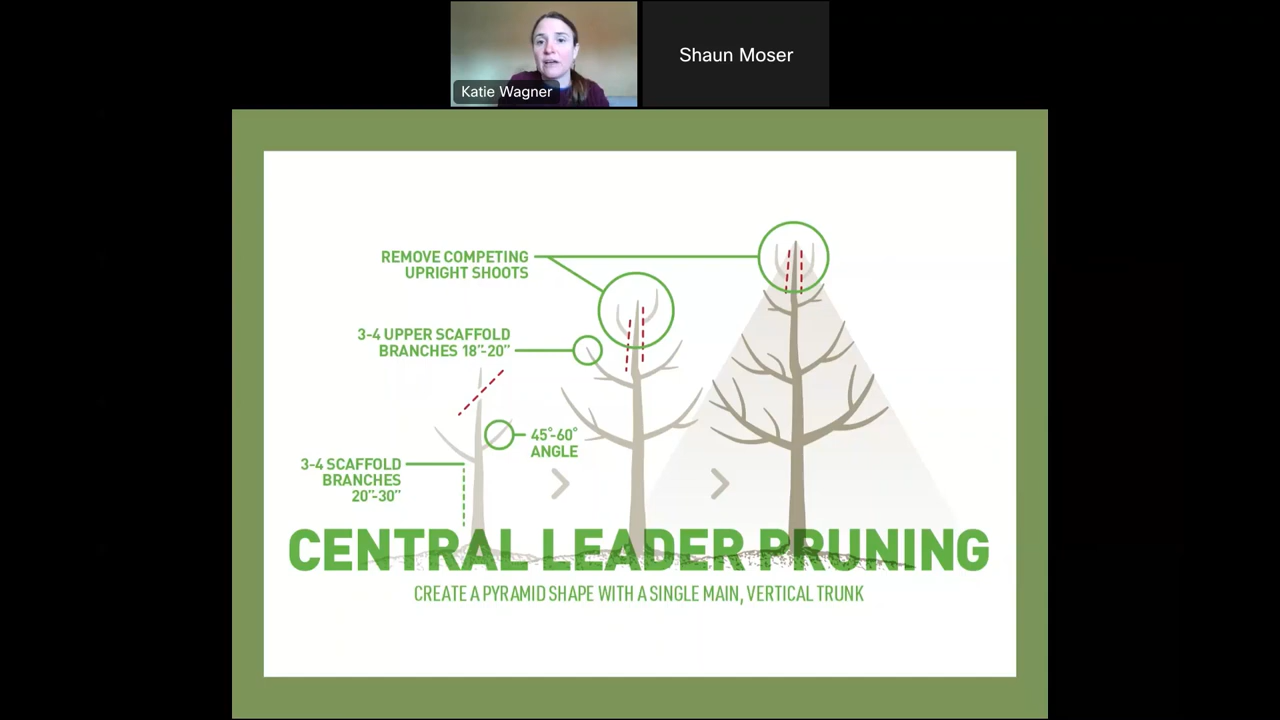 Katie Wagner
Shaun Moser
REMOVE COMPETING
UPRIGHT SHOOTS
3-4 UPPER SCAFFOLD
BRANCHES 18”-20”
45°-60°
ANGLE
3-4 SCAFFOLD
BRANCHES
20”-30”
CENTRAL LEADER PRUNING
CREATE A PYRAMID SHAPE WITH A SINGLE MAIN, VERTICAL TRUNK